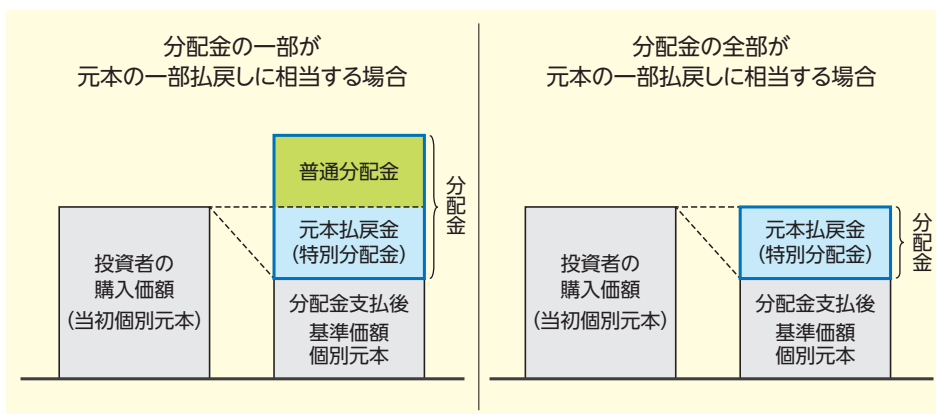 分配金の一部が
元本の一部払戻しに相当する場合
普通分配金
元本払戻金
(特別分配金)
分配金
投資者の
購入価額
(当初個別元本)
分配金支払後
基準価額
個別元本
分配金の全部が
元本の一部払戻しに相当する場合
元本払戻金
(特別分配金)
分配金
投資者の
購入価額
(当初個別元本)
分配金支払後
基準価額
個別元本